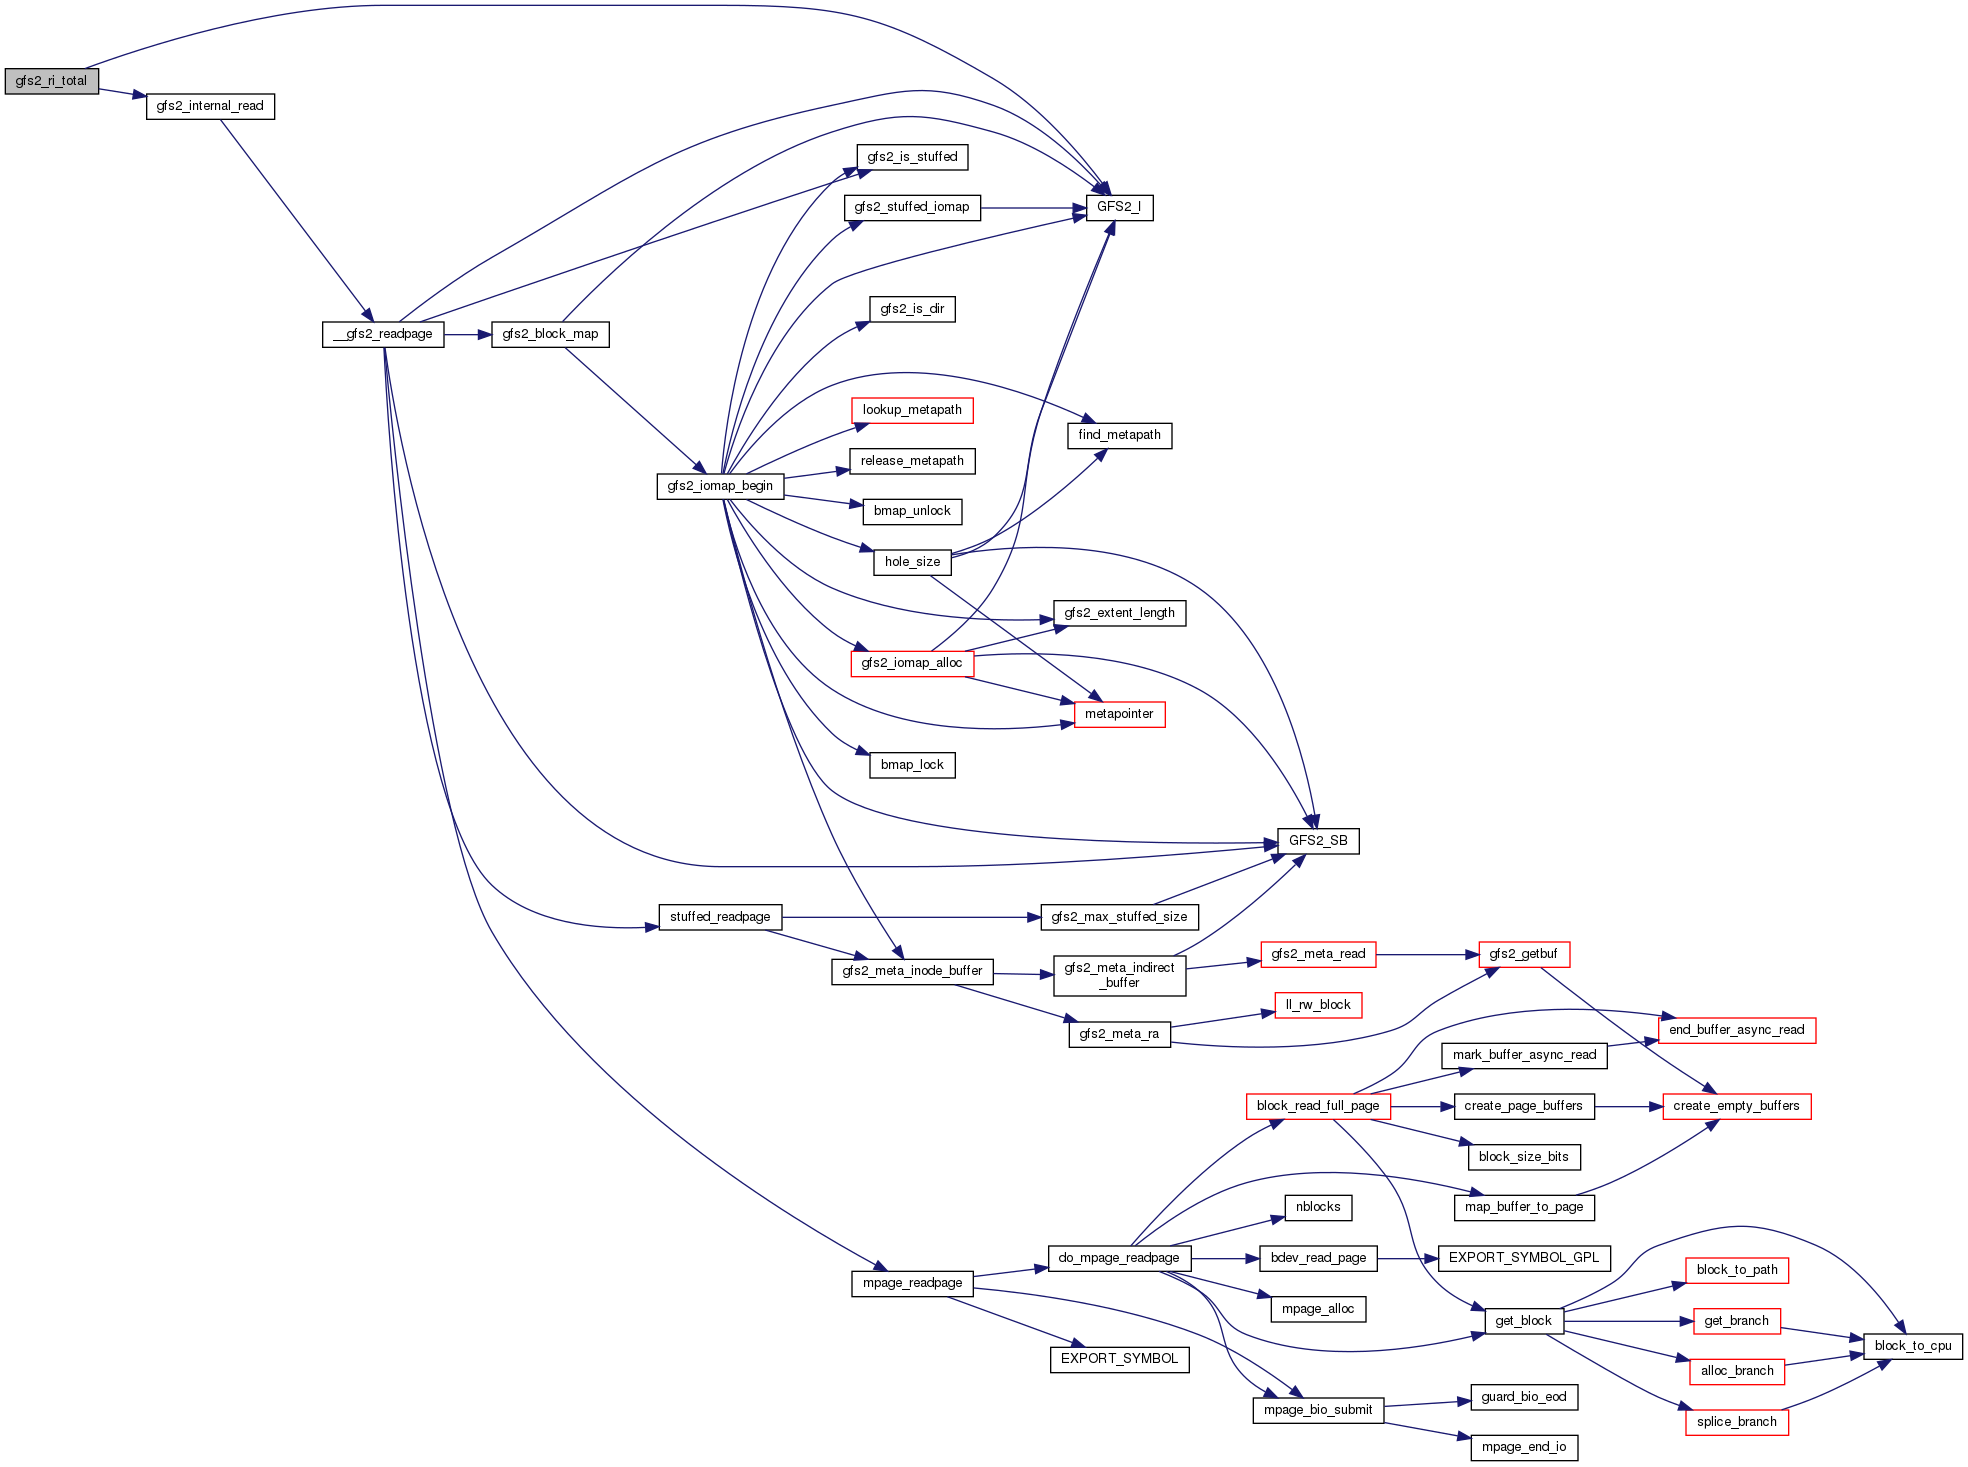 gfs2_ri_total
gfs2_internal_read
__gfs2_readpage
gfs2_block_map
gfs2_iomap_begin
stuffed_readpage
gfs2_is_stuffed
gfs2_stuffed_iomap
gfs2_is_dir
lookup_metapath
release_metapath
bmap_unlock
hole_size
gfs2_iomap_alloc
bmap_lock
gfs2_meta_inode_buffer
mpage_readpage
GFS2_I
find_metapath
gfs2_extent_length
metapointer
gfs2_max_stuffed_size
gfs2_meta_indirect
_buffer
gfs2_meta_ra
do_mpage_readpage
EXPORT_SYMBOL
GFS2_SB
gfs2_meta_read
ll_rw_block
block_read_full_page
nblocks
bdev_read_page
mpage_alloc
mpage_bio_submit
gfs2_getbuf
mark_buffer_async_read
create_page_buffers
block_size_bits
map_buffer_to_page
EXPORT_SYMBOL_GPL
get_block
guard_bio_eod
mpage_end_io
end_buffer_async_read
create_empty_buffers
block_to_path
get_branch
alloc_branch
splice_branch
block_to_cpu